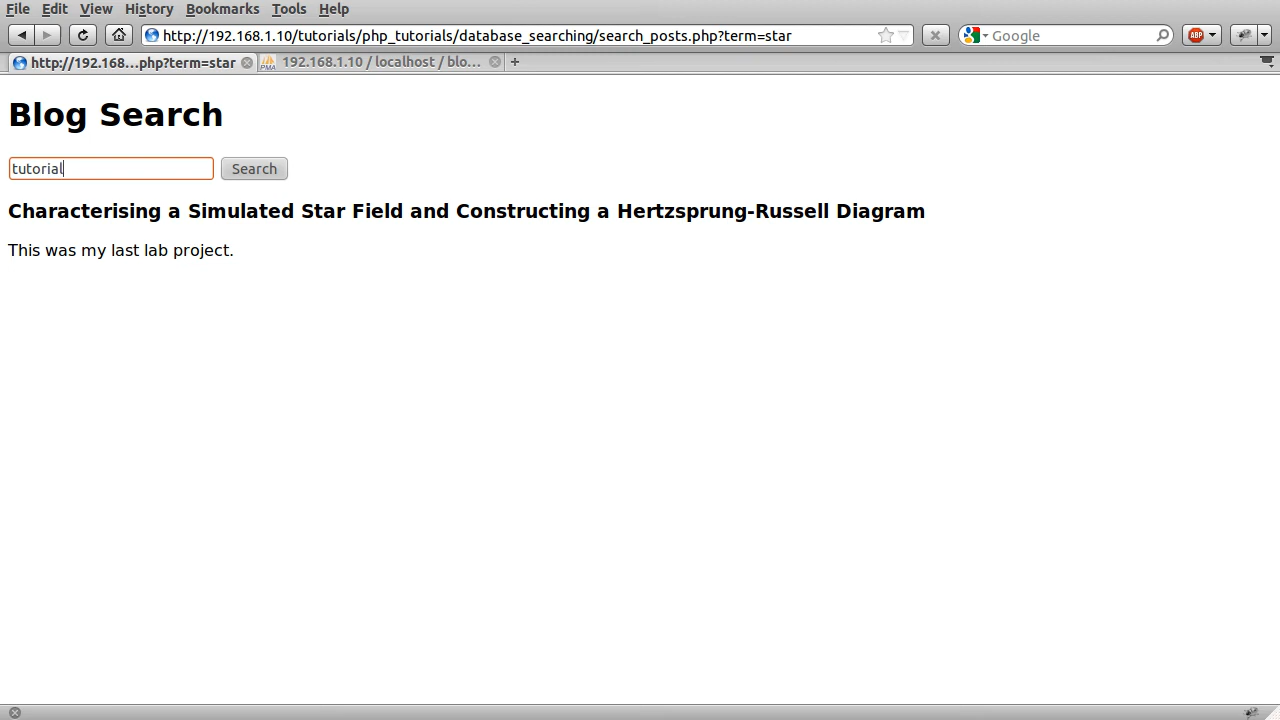 File Edit View History Bookmarks Tools Help
http://192.168.1.10/tutorials/php_tutorials/database_searching/search_posts.php?term=star
Google
ABP
http://192.168...php?term=star
PMA
192.168.1.10 / localhost / blo...
Blog Search
tutorial
Search
Characterising a Simulated Star Field and Constructing a Hertzsprung-Russell Diagram
This was my last lab project.